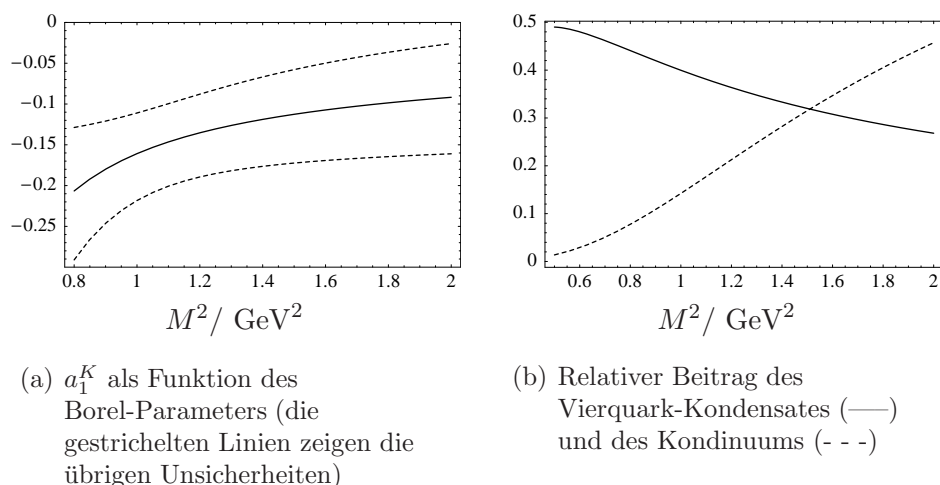 0
−0.05
−0.1
−0.15
−0.2
−0.25
0.8 1 1.2 1.4 1.6 1.8 2
M²/ GeV²
(a) a₁ᴷ als Funktion des
Borel-Parameters (die
gestrichelten Linien zeigen die
übrigen Unsicherheiten)
0.5
0.4
0.3
0.2
0.1
0
0.6 0.8 1 1.2 1.4 1.6 1.8 2
M²/ GeV²
(b) Relativer Beitrag des
Vierquark-Kondensates (——)
und des Kondinuums (- - -)